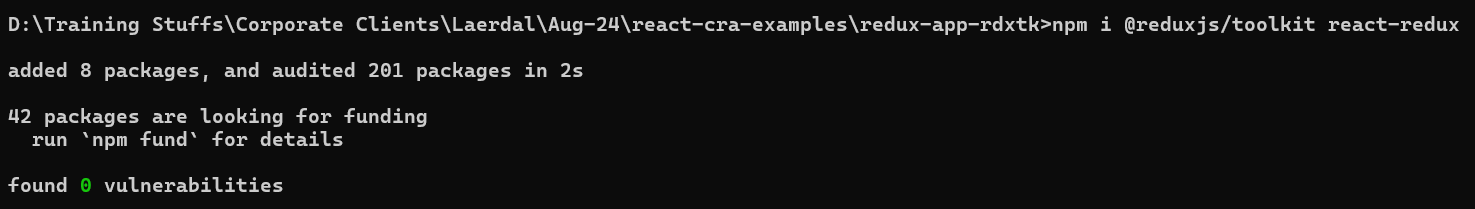 D:\Training Stuffs\Corporate Clients\Laerdal\Aug-24\react-cra-examples\redux-app-rdxtk>npm i @reduxjs/toolkit react-redux
added 8 packages, and audited 201 packages in 2s
42 packages are looking for funding
  run `npm fund` for details
found 0 vulnerabilities